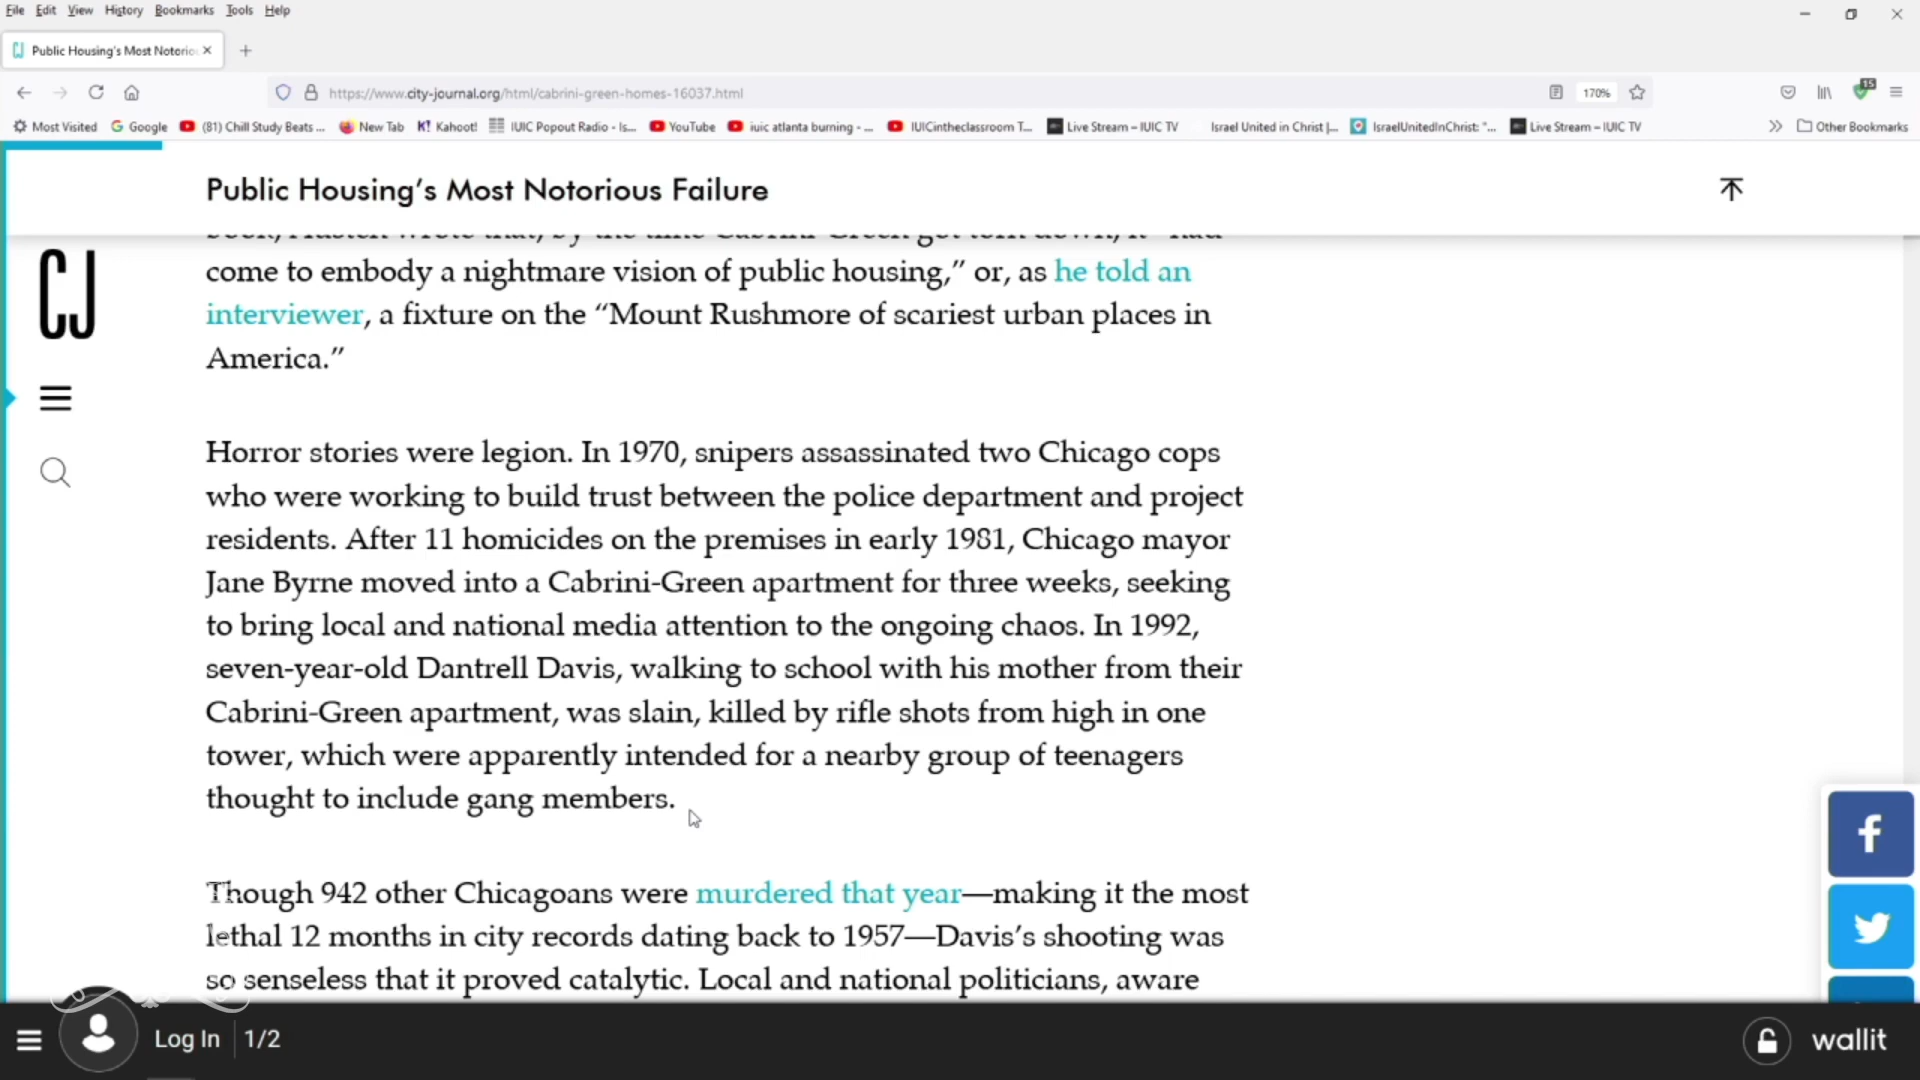 File Edit View History Bookmarks Tools Help
CJ Public Housing's Most Notorio
https://www.city-journal.org/html/cabrini-green-homes-16037.html 170% 15
Most Visited Google (81) Chill Study Beats ... New Tab K! Kahoot! IUIC Popout Radio - Is... YouTube iuic atlanta burning - ... IUICintheclassroom T... Live Stream – IUIC TV Israel United in Christ |... IsraelUnitedInChrist: "... Live Stream – IUIC TV Other Bookmarks
Public Housing's Most Notorious Failure
CJ
come to embody a nightmare vision of public housing,” or, as he told an
interviewer, a fixture on the “Mount Rushmore of scariest urban places in
America.”
Horror stories were legion. In 1970, snipers assassinated two Chicago cops
who were working to build trust between the police department and project
residents. After 11 homicides on the premises in early 1981, Chicago mayor
Jane Byrne moved into a Cabrini-Green apartment for three weeks, seeking
to bring local and national media attention to the ongoing chaos. In 1992,
seven-year-old Dantrell Davis, walking to school with his mother from their
Cabrini-Green apartment, was slain, killed by rifle shots from high in one
tower, which were apparently intended for a nearby group of teenagers
thought to include gang members.
Though 942 other Chicagoans were murdered that year—making it the most
lethal 12 months in city records dating back to 1957—Davis’s shooting was
so senseless that it proved catalytic. Local and national politicians, aware
Log In 1/2
wallit